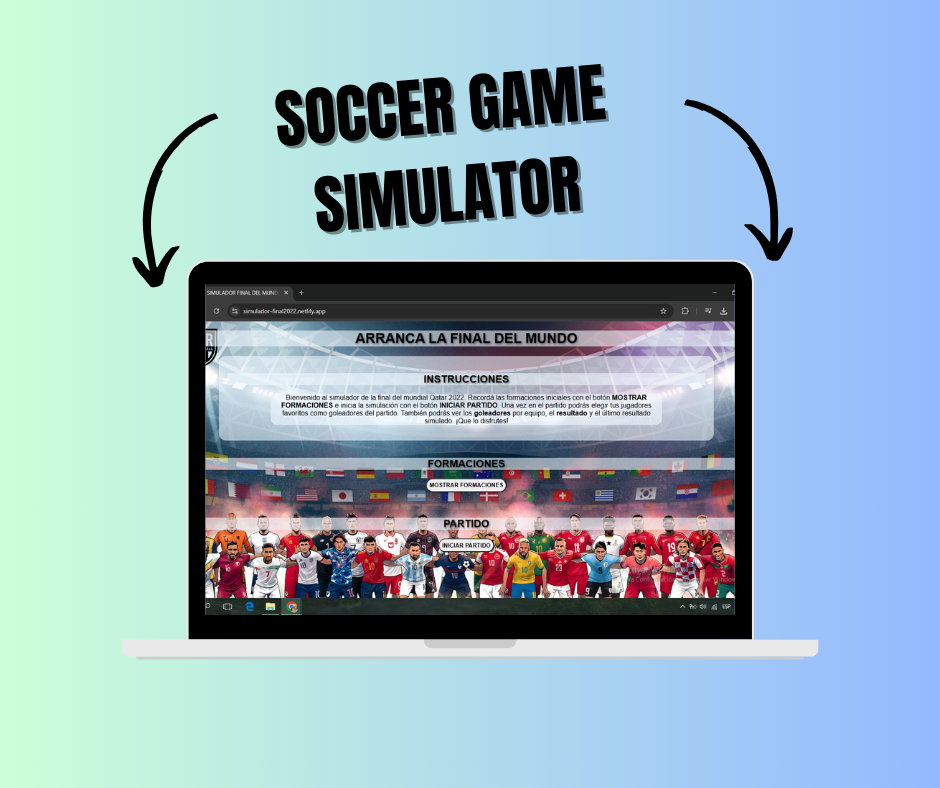 SOCCER GAME
SIMULATOR
SIMULADOR FINAL DEL MUN
simulador-final2022.netlify.app
ARRANCA LA FINAL DEL MUNDO
INSTRUCCIONES
Bienvenido al simulador de la final del mundial Qatar 2022. Recordá las formaciones iniciales con el botón MOSTRAR
FORMACIONES e inicia la simulación con el botón INICIAR PARTIDO. Una vez en el partido podrás elegir tus jugadores
favoritos como goleadores del partido. También podrás ver los goleadores por equipo, el resultado y el último resultado
simulado. ¡Que lo disfrutes!
FORMACIONES
MOSTRAR FORMACIONES
PARTIDO
INICIAR PARTIDO
ESP